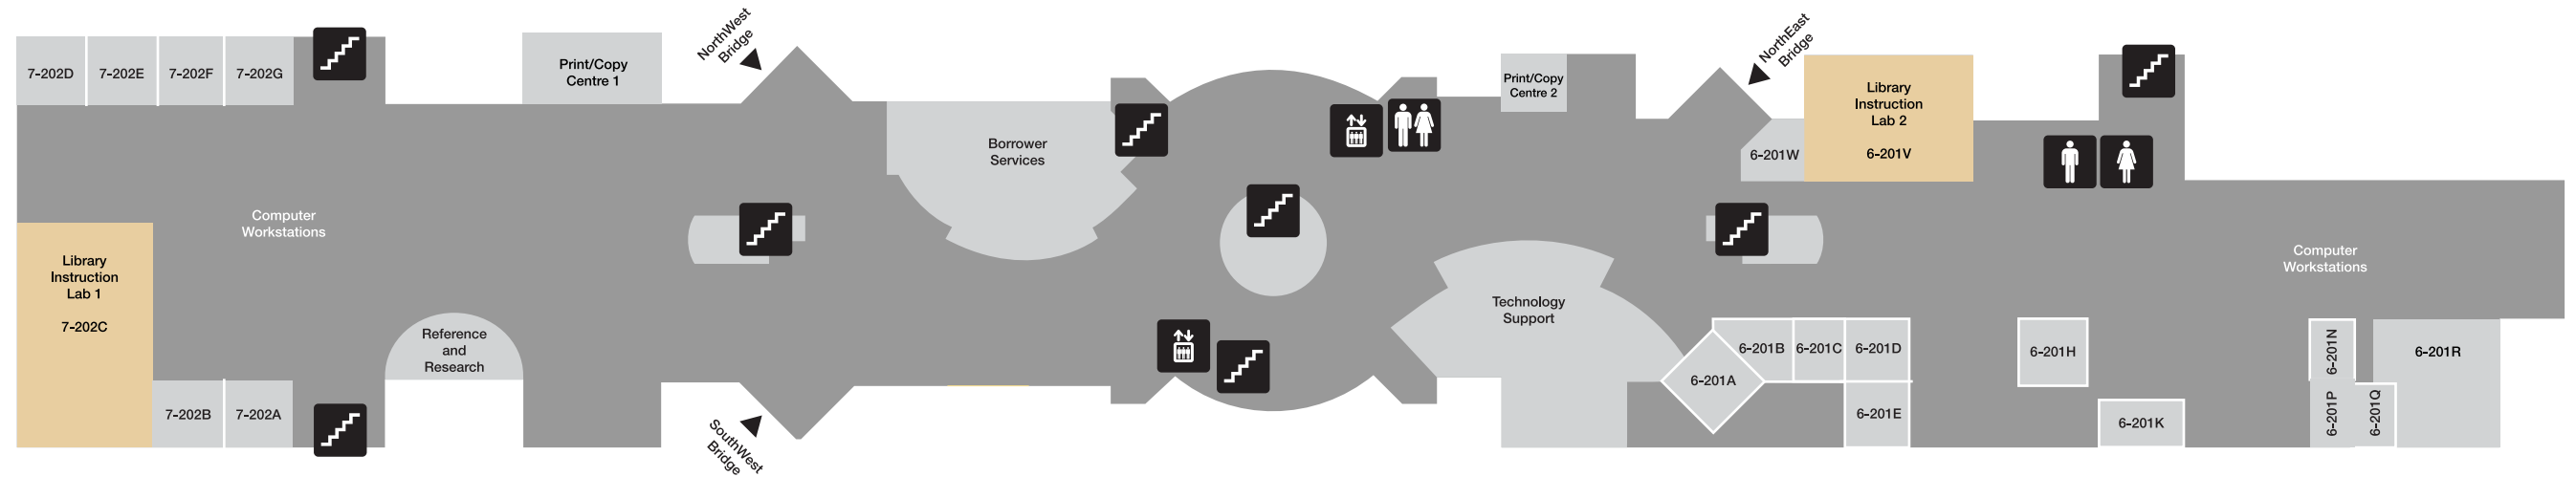 7-202D
7-202E
7-202F
7-202G
Print/Copy
Centre 1
NorthWest
Bridge
Borrower
Services
Print/Copy
Centre 2
NorthEast
Bridge
Library
Instruction
Lab 2
6-201V
6-201W
Computer
Workstations
Library
Instruction
Lab 1
7-202C
Reference
and
Research
7-202B
7-202A
SouthWest
Bridge
Technology
Support
6-201A
6-201B
6-201C
6-201D
6-201E
6-201H
6-201K
Computer
Workstations
6-201N
6-201P
6-201Q
6-201R